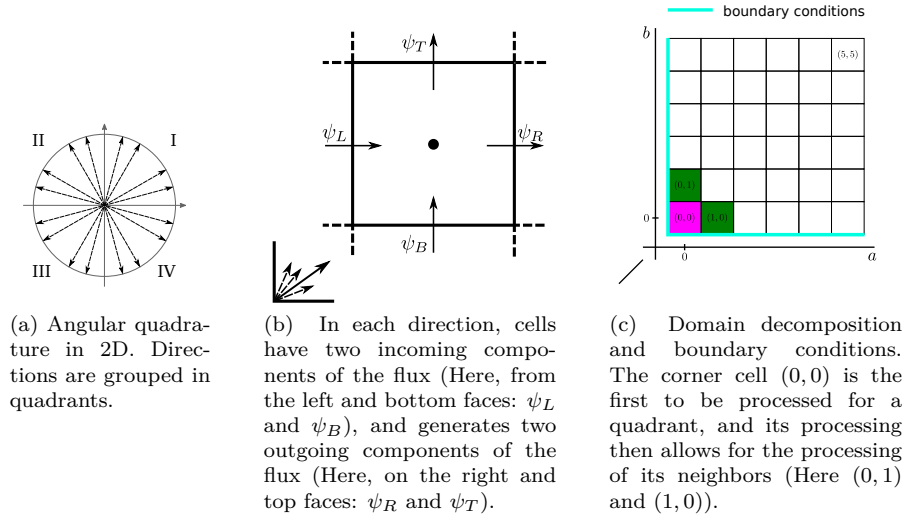 boundary conditions
b
(5, 5)
(0, 1)
(0, 0)
(1, 0)
0
0
a
ψ_T
ψ_L
ψ_R
ψ_B
II
I
III
IV
(a) Angular quadra-
ture in 2D. Direc-
tions are grouped in
quadrants.
(b) In each direction, cells
have two incoming compo-
nents of the flux (Here, from
the left and bottom faces: ψ_L
and ψ_B), and generates two
outgoing components of the
flux (Here, on the right and
top faces: ψ_R and ψ_T).
(c) Domain decomposition
and boundary conditions.
The corner cell (0, 0) is the
first to be processed for a
quadrant, and its processing
then allows for the processing
of its neighbors (Here (0, 1)
and (1, 0)).